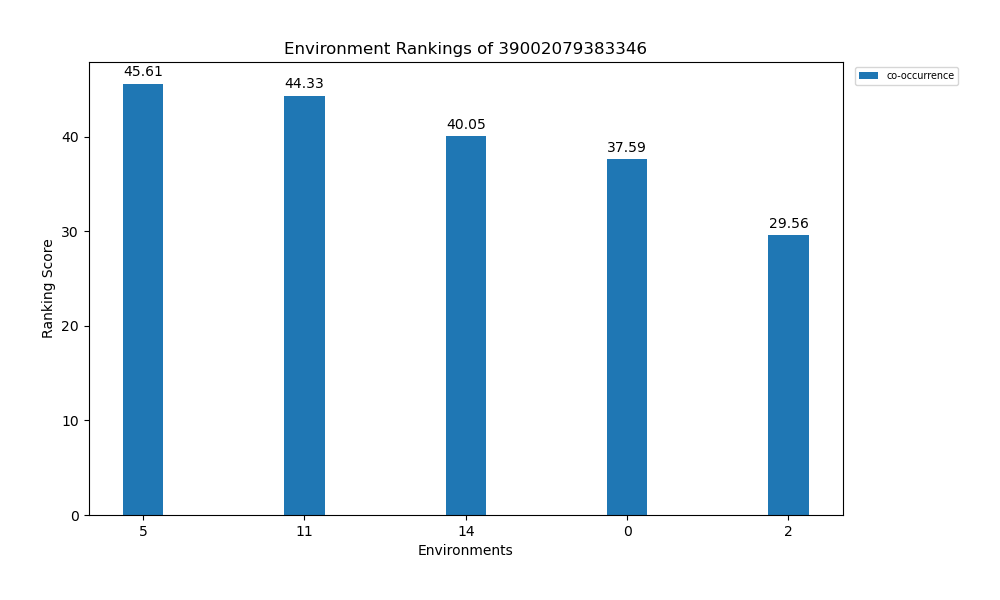 Environment Rankings of 39002079383346
co-occurrence
45.61
44.33
40.05
37.59
29.56
Ranking Score
40
30
20
10
0
5 11 14 0 2
Environments